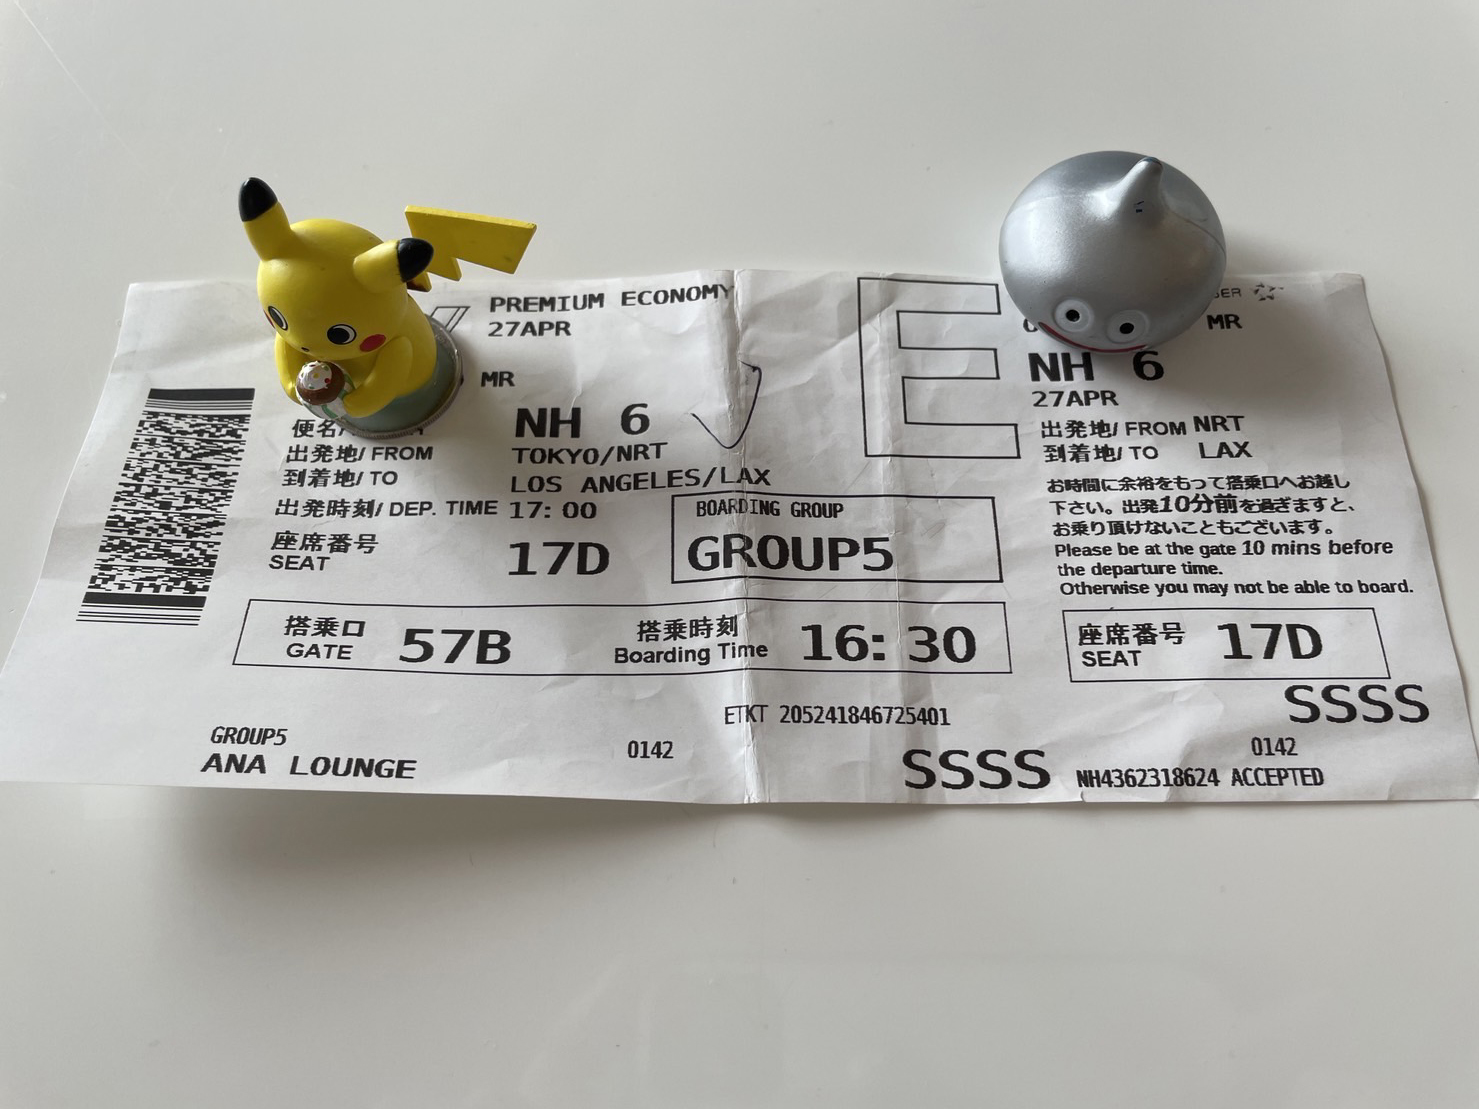 PREMIUM ECONOMY
27APR
MR
便名/
NH 6
出発地/ FROM TOKYO/NRT
到着地/ TO LOS ANGELES/LAX
出発時刻/ DEP. TIME 17:00
座席番号
SEAT
17D
BOARDING GROUP
GROUP5
搭乗口
GATE
57B
搭乗時刻
Boarding Time
16:30
ETKT 205241846725401
GROUP5
ANA LOUNGE
0142
SSSS
E
MR
NH 6
27APR
出発地/ FROM NRT
到着地/ TO LAX
お時間に余裕をもって搭乗口へお越し
下さい。出発10分前を過ぎますと、
お乗り頂けないこともございます。
Please be at the gate 10 mins before
the departure time.
Otherwise you may not be able to board.
座席番号
SEAT
17D
SSSS
0142
NH4362318624 ACCEPTED